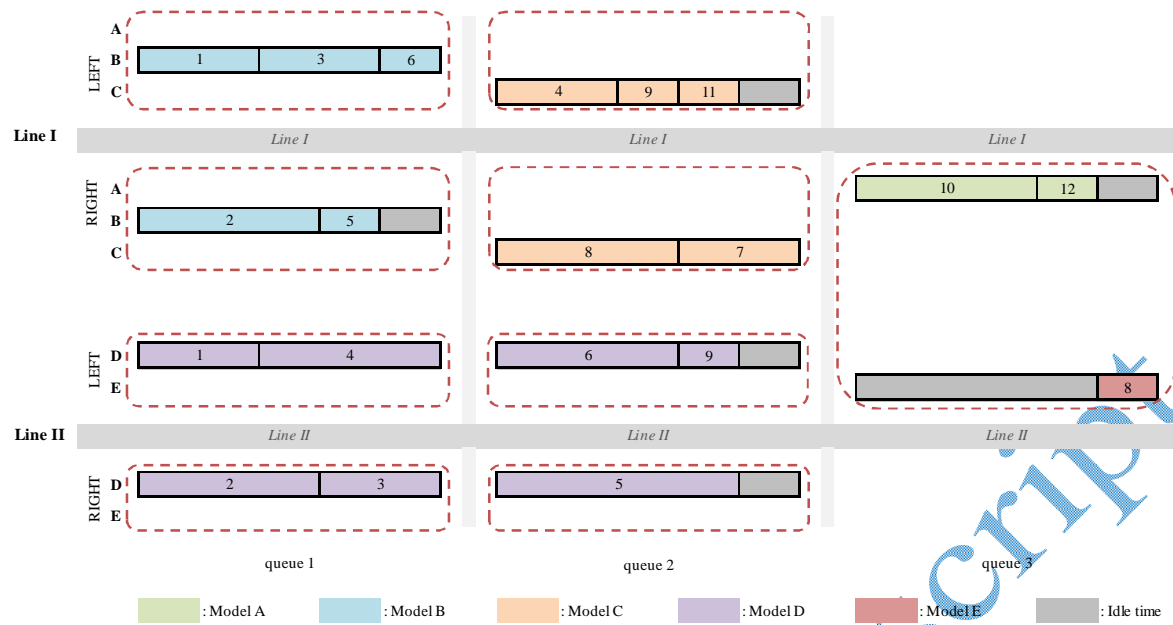 A
LEFT B 1 3 6
C 4 9 11
Line I Line I Line I Line I
RIGHT A 10 12
B 2 5
C 8 7
LEFT D 1 4 6 9
E 8
Line II Line II Line II Line II
RIGHT D 2 3 5
E
queue 1 queue 2 queue 3
: Model A : Model B : Model C : Model D : Model E : Idle time